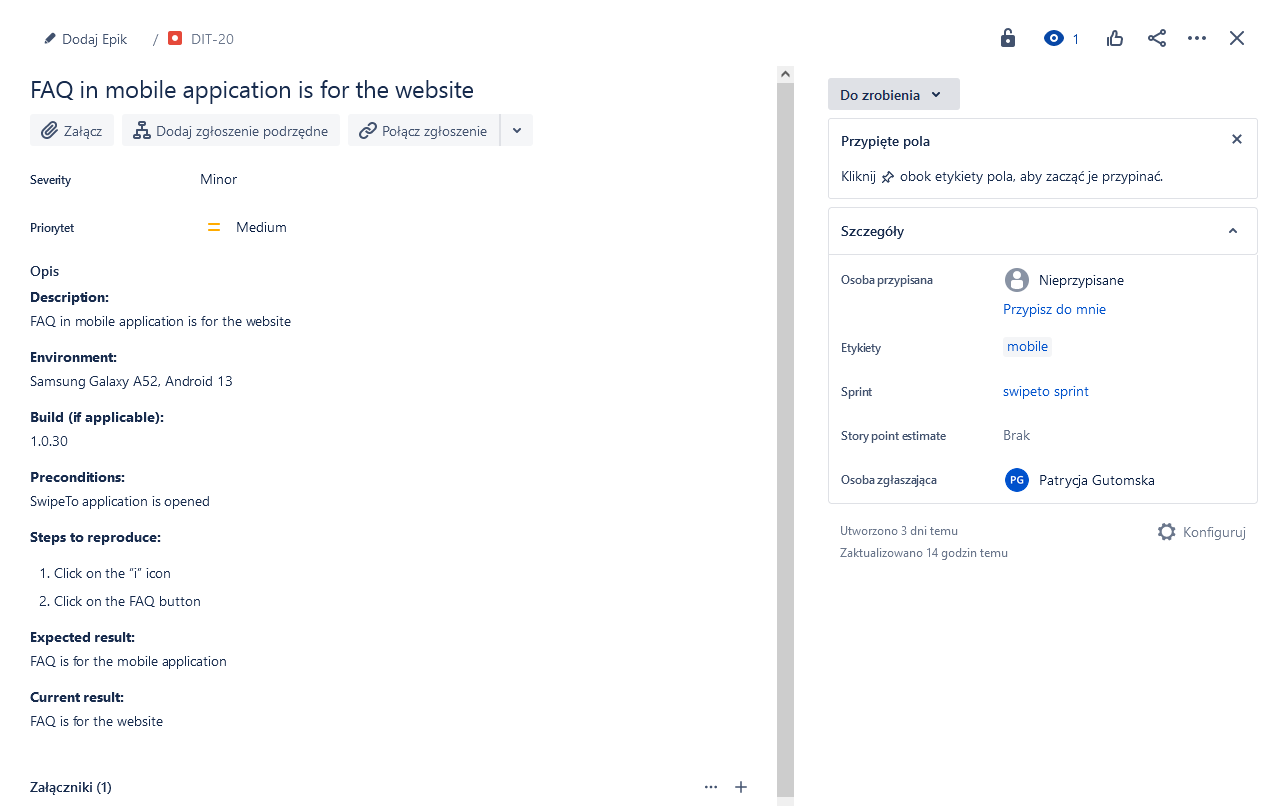 Dodaj Epik / DIT-20
1
FAQ in mobile appication is for the website
Załącz
Dodaj zgłoszenie podrzędne
Połącz zgłoszenie
Severity
Minor
Priorytet
Medium
Opis
Description:
FAQ in mobile application is for the website
Environment:
Samsung Galaxy A52, Android 13
Build (if applicable):
1.0.30
Preconditions:
SwipeTo application is opened
Steps to reproduce:
1. Click on the “i” icon
2. Click on the FAQ button
Expected result:
FAQ is for the mobile application
Current result:
FAQ is for the website
Załączniki (1)
Do zrobienia
Przypięte pola
Kliknij obok etykiety pola, aby zacząć je przypinać.
Szczegóły
Osoba przypisana
Nieprzypisane
Przypisz do mnie
Etykiety
mobile
Sprint
swipeto sprint
Story point estimate
Brak
Osoba zgłaszająca
PG Patrycja Gutomska
Utworzono 3 dni temu
Konfiguruj
Zaktualizowano 14 godzin temu